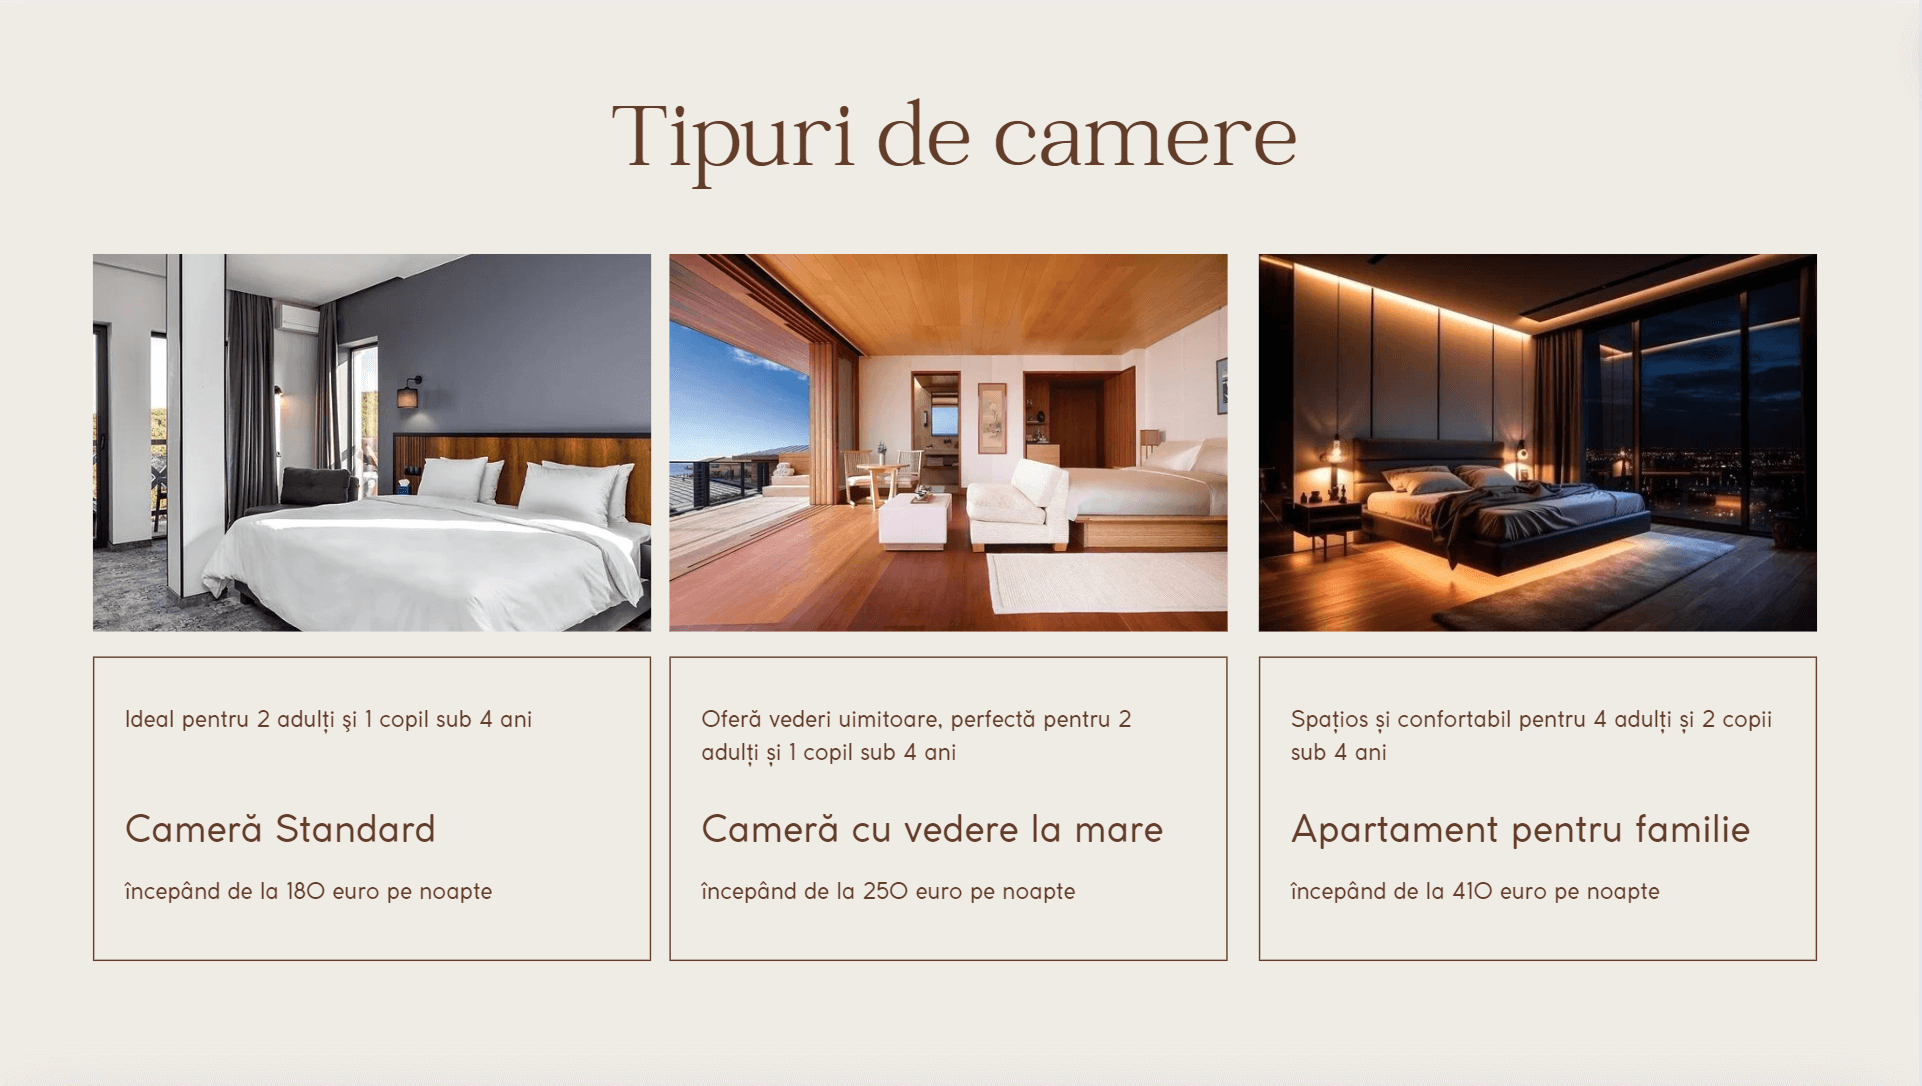 Tipuri de camere
Ideal pentru 2 adulți şi 1 copil sub 4 ani
Cameră Standard
începând de la 180 euro pe noapte
Oferă vederi uimitoare, perfectă pentru 2
adulți și 1 copil sub 4 ani
Cameră cu vedere la mare
începând de la 250 euro pe noapte
Spațios și confortabil pentru 4 adulți și 2 copii
sub 4 ani
Apartament pentru familie
începând de la 410 euro pe noapte